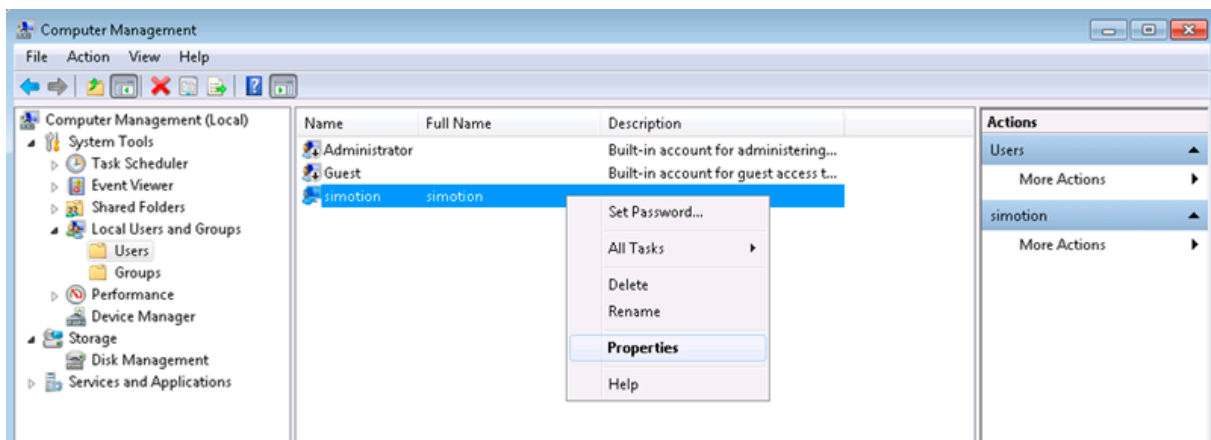 Computer Management
File Action View Help
Computer Management (Local)
System Tools
Task Scheduler
Event Viewer
Shared Folders
Local Users and Groups
Users
Groups
Performance
Device Manager
Storage
Disk Management
Services and Applications
Name Full Name Description
Administrator Built-in account for administering...
Guest Built-in account for guest access t...
simotion simotion
Set Password...
All Tasks
Delete
Rename
Properties
Help
Actions
Users
More Actions
simotion
More Actions